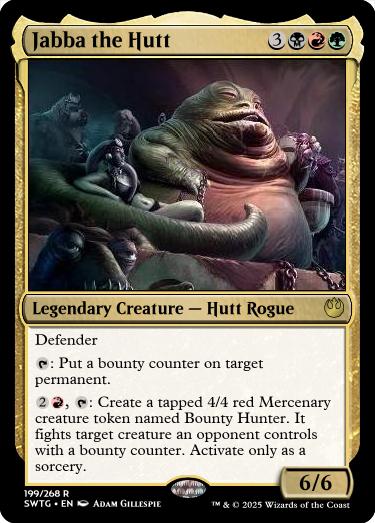 Jabba the Hutt 3
Legendary Creature — Hutt Rogue
Defender
: Put a bounty counter on target
permanent.
2 , : Create a tapped 4/4 red Mercenary
creature token named Bounty Hunter. It
fights target creature an opponent controls
with a bounty counter. Activate only as a
sorcery.
6/6
199/268 R
SWTG • EN ADAM GILLESPIE
™ & © 2025 Wizards of the Coast